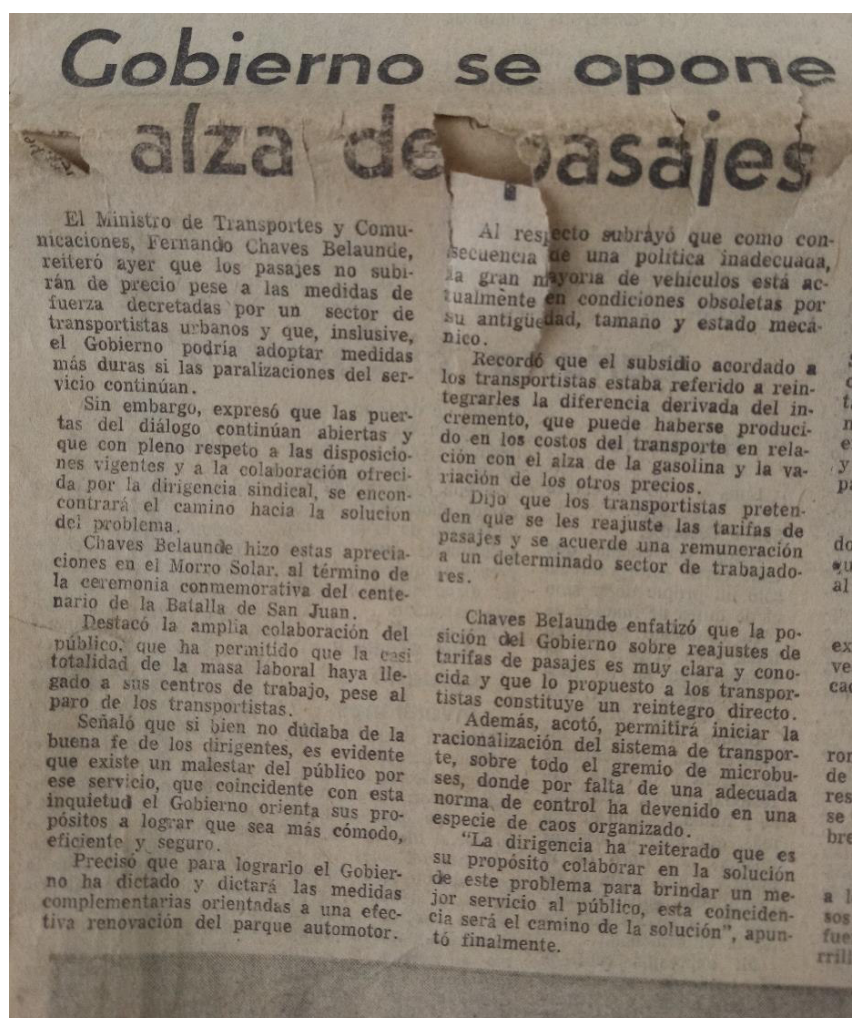 Gobierno se opone
alza de pasajes
El Ministro de Transportes y Comu-
nicaciones, Fernando Chaves Belaunde,
reiteró ayer que los pasajes no subi-
rán de precio pese a las medidas de
fuerza decretadas por un sector de
transportistas urbanos y que, inslusive,
el Gobierno podría adoptar medidas
más duras si las paralizaciones del ser-
vicio continúan.
Sin embargo, expresó que las puer-
tas del diálogo continúan abiertas y
que con pleno respeto a las disposicio-
nes vigentes y a la colaboración ofreci-
da por la dirigencia sindical, se encon-
contrará el camino hacia la solución
del problema.
Chaves Belaunde hizo estas aprecia-
ciones en el Morro Solar, al término de
la ceremonia conmemorativa del cente-
nario de la Batalla de San Juan.
Destacó la amplia colaboración del
público, que ha permitido que la casi
totalidad de la masa laboral haya lle-
gado a sus centros de trabajo, pese al
paro de los transportistas.
Señaló que si bien no dudaba de la
buena fe de los dirigentes, es evidente
que existe un malestar del público por
ese servicio, que coincidente con esta
inquietud el Gobierno orienta sus pro-
pósitos a lograr que sea más cómodo,
eficiente y seguro.
Precisó que para lograrlo el Gobier-
no ha dictado y dictará las medidas
complementarias orientadas a una efec-
tiva renovación del parque automotor.
Al respecto subrayó que como con-
secuencia de una política inadecuada,
la gran mayoría de vehículos está ac-
tualmente en condiciones obsoletas por
su antigüedad, tamaño y estado mecá-
nico.
Recordó que el subsidio acordado a
los transportistas estaba referido a rein-
tegrarles la diferencia derivada del in-
cremento, que puede haberse produci-
do en los costos del transporte en rela-
ción con el alza de la gasolina y la va-
riación de los otros precios.
Dijo que los transportistas preten-
den que se les reajuste las tarifas de
pasajes y se acuerde una remuneración
a un determinado sector de trabajado-
res.
Chaves Belaunde enfatizó que la po-
sición del Gobierno sobre reajustes de
tarifas de pasajes es muy clara y cono-
cida y que lo propuesto a los transpor-
tistas constituye un reintegro directo.
Además, acotó, permitirá iniciar la
racionalización del sistema de transpor-
te, sobre todo el gremio de microbu-
ses, donde por falta de una adecuada
norma de control ha devenido en una
especie de caos organizado.
"La dirigencia ha reiterado que es
su propósito colaborar en la solución
de este problema para brindar un me-
jor servicio al público, esta coinciden-
cia será el camino de la solución", apun-
tó finalmente.